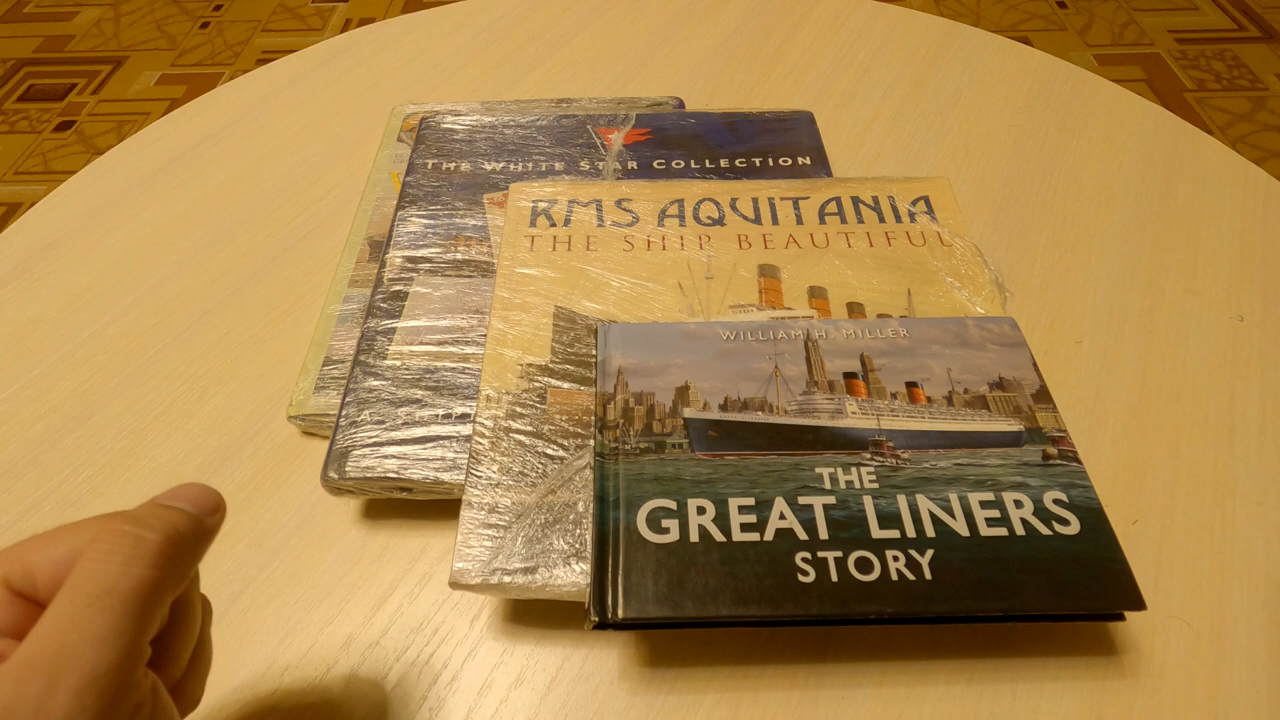 THE WHITE STAR COLLECTION
RMS AQUITANIA
THE SHIP BEAUTIFUL
WILLIAM H. MILLER
THE
GREAT LINERS
STORY